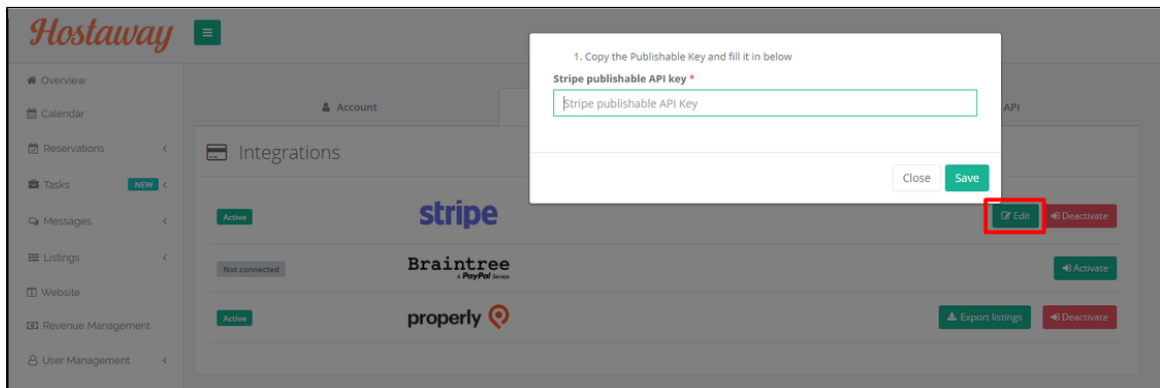 Hostaway
1. Copy the Publishable Key and fill it in below
Stripe publishable API key *
Stripe publishable API Key
Close
Save
Overview
Calendar
Reservations
Tasks
NEW
Messages
Listings
Website
Revenue Management
User Management
Account
API
Integrations
Active
stripe
Edit
Deactivate
Not connected
Braintree
A PayPal Service
Activate
Active
properly
Export listings
Deactivate